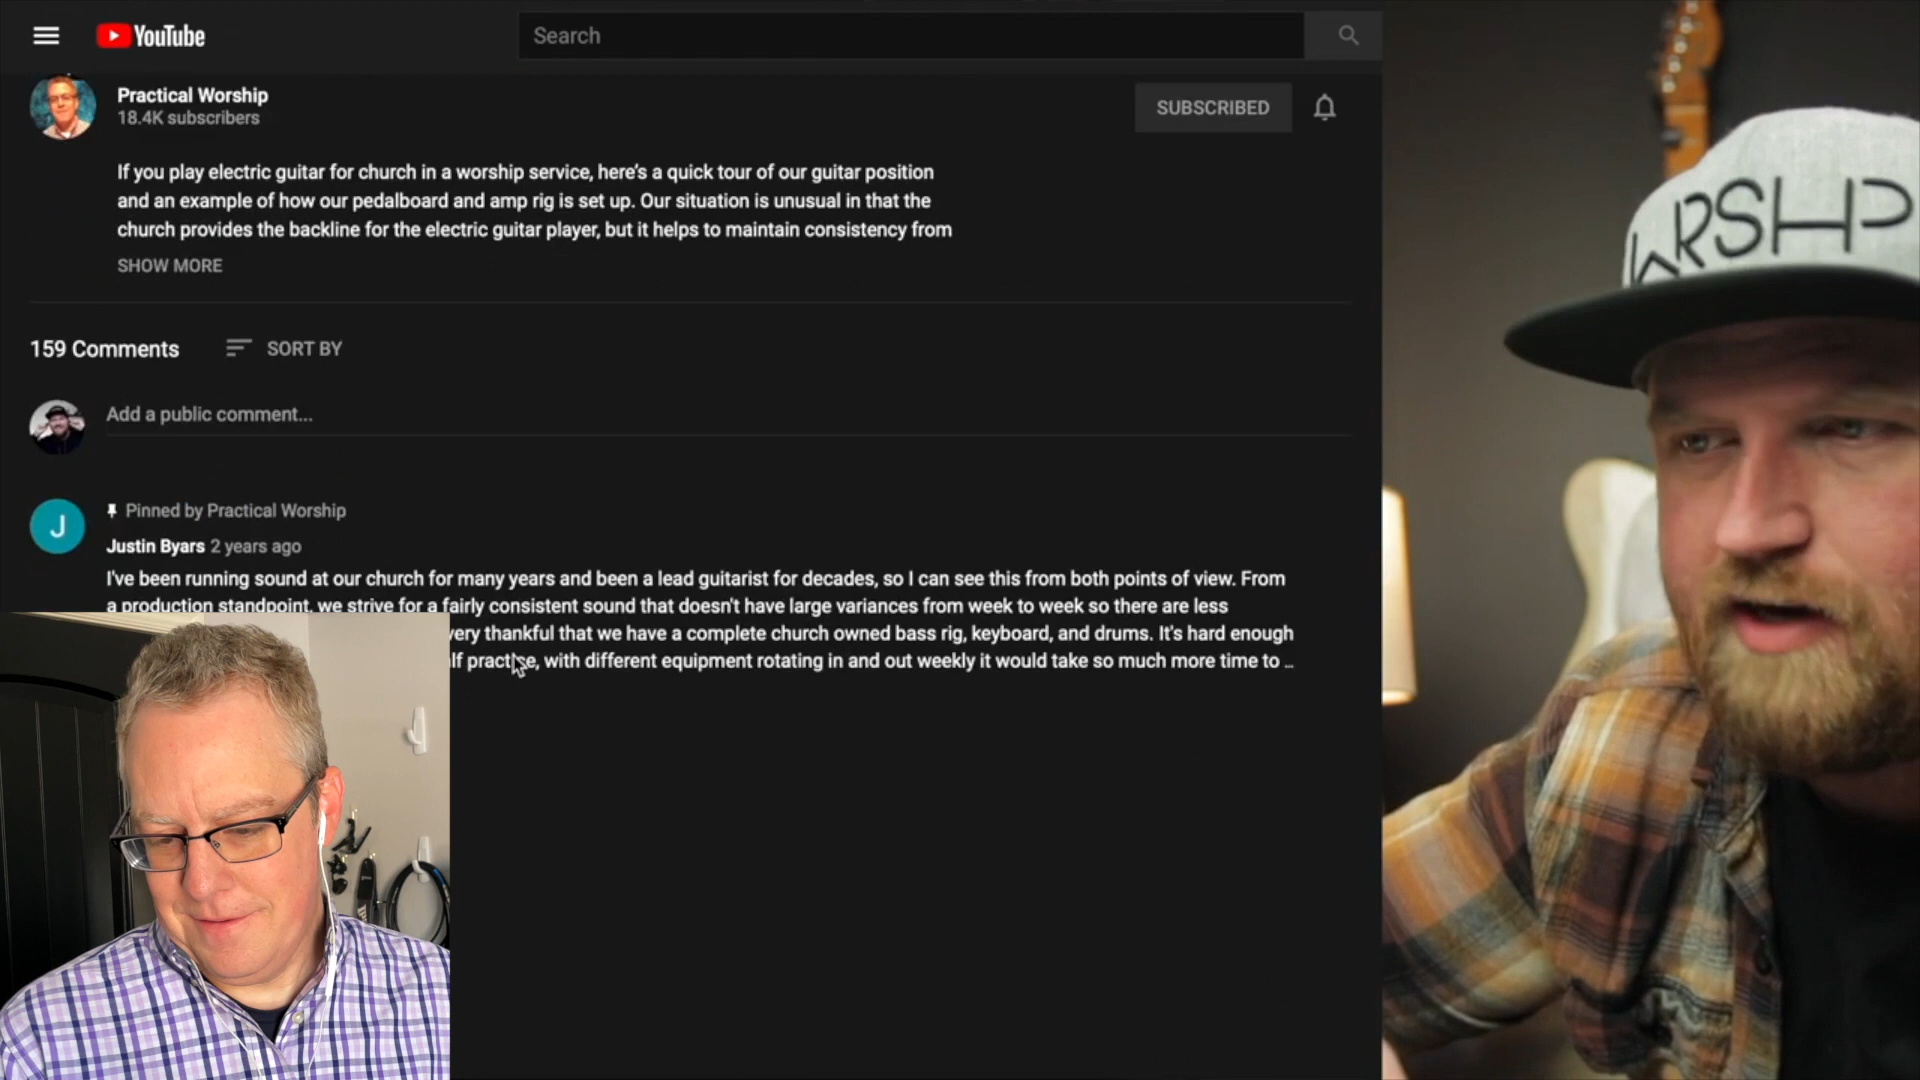 YouTube
Search
Practical Worship
18.4K subscribers
SUBSCRIBED
If you play electric guitar for church in a worship service, here's a quick tour of our guitar position
and an example of how our pedalboard and amp rig is set up. Our situation is unusual in that the
church provides the backline for the electric guitar player, but it helps to maintain consistency from
SHOW MORE
159 Comments
SORT BY
Add a public comment...
J
Pinned by Practical Worship
Justin Byars 2 years ago
I've been running sound at our church for many years and been a lead guitarist for decades, so I can see this from both points of view. From
a production standpoint, we strive for a fairly consistent sound that doesn't have large variances from week to week so there are less
very thankful that we have a complete church owned bass rig, keyboard, and drums. It's hard enough
practice, with different equipment rotating in and out weekly it would take so much more time to ...
WRSHP